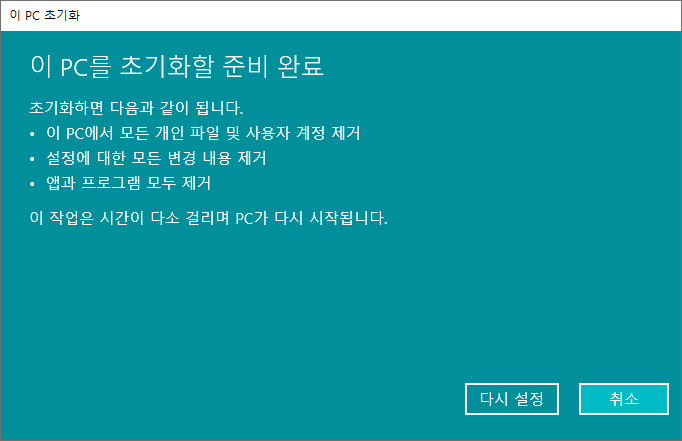 이 PC 초기화
이 PC를 초기화할 준비 완료
초기화하면 다음과 같이 됩니다.
• 이 PC에서 모든 개인 파일 및 사용자 계정 제거
• 설정에 대한 모든 변경 내용 제거
• 앱과 프로그램 모두 제거
이 작업은 시간이 다소 걸리며 PC가 다시 시작됩니다.
다시 설정
취소